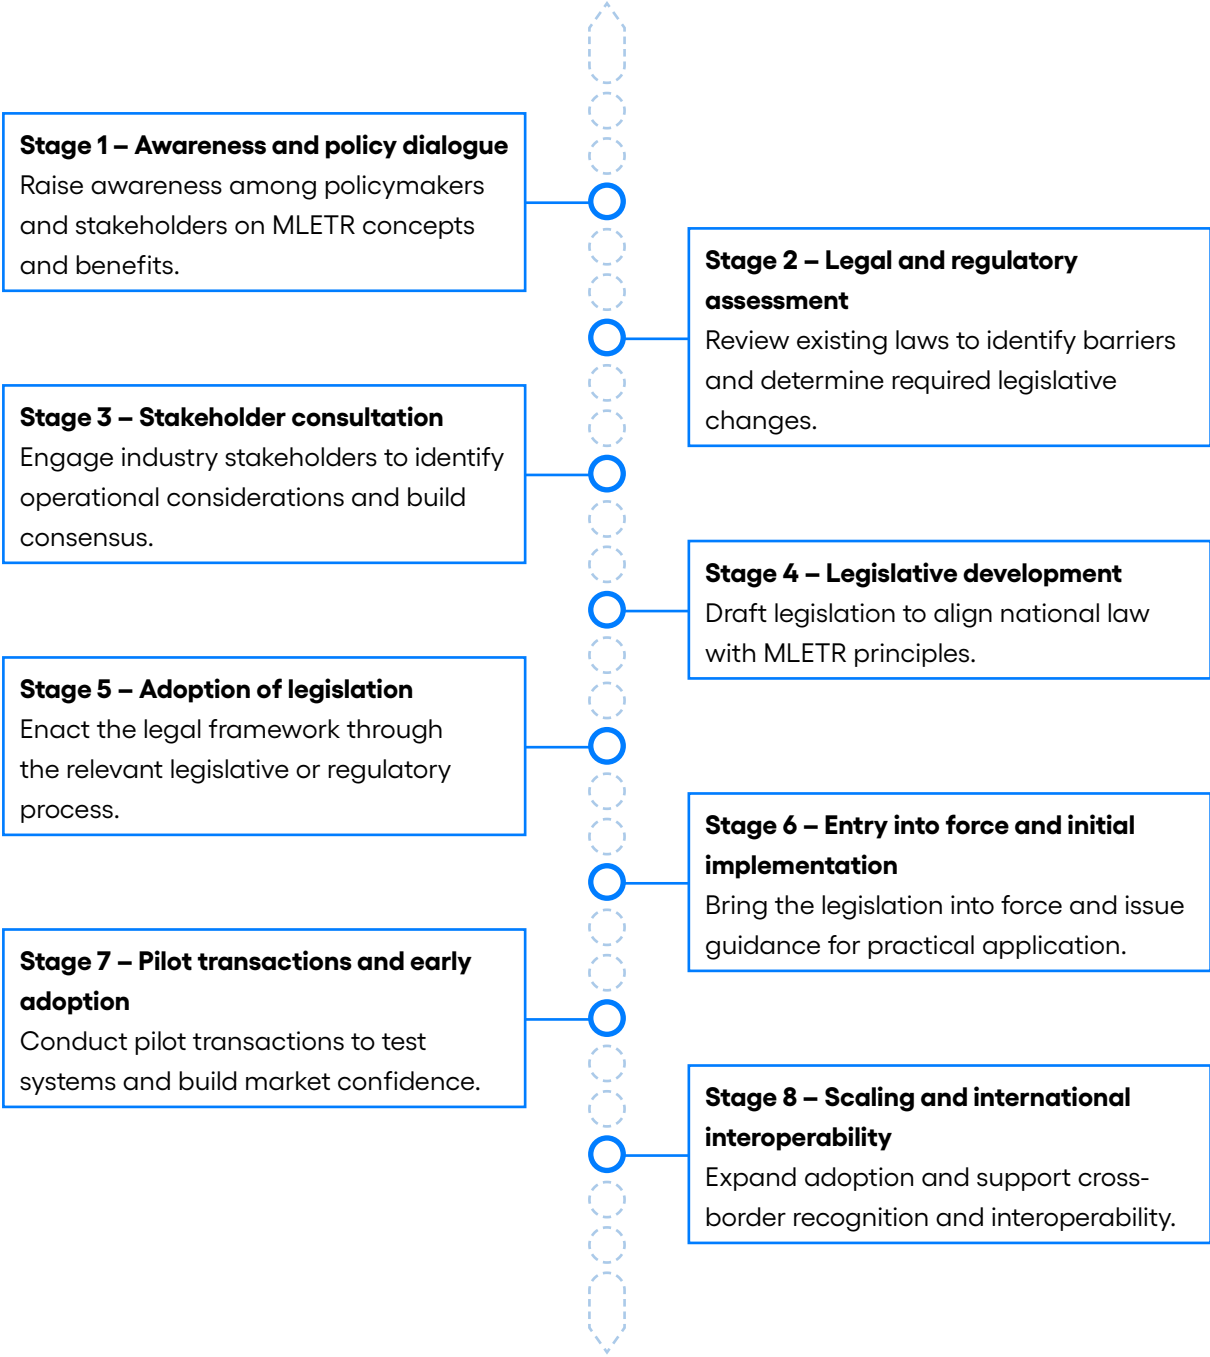 Stage 1 – Awareness and policy dialogue
Raise awareness among policymakers
and stakeholders on MLETR concepts
and benefits.
Stage 2 – Legal and regulatory
assessment
Review existing laws to identify barriers
and determine required legislative
changes.
Stage 3 – Stakeholder consultation
Engage industry stakeholders to identify
operational considerations and build
consensus.
Stage 4 – Legislative development
Draft legislation to align national law
with MLETR principles.
Stage 5 – Adoption of legislation
Enact the legal framework through
the relevant legislative or regulatory
process.
Stage 6 – Entry into force and initial
implementation
Bring the legislation into force and issue
guidance for practical application.
Stage 7 – Pilot transactions and early
adoption
Conduct pilot transactions to test
systems and build market confidence.
Stage 8 – Scaling and international
interoperability
Expand adoption and support cross-
border recognition and interoperability.